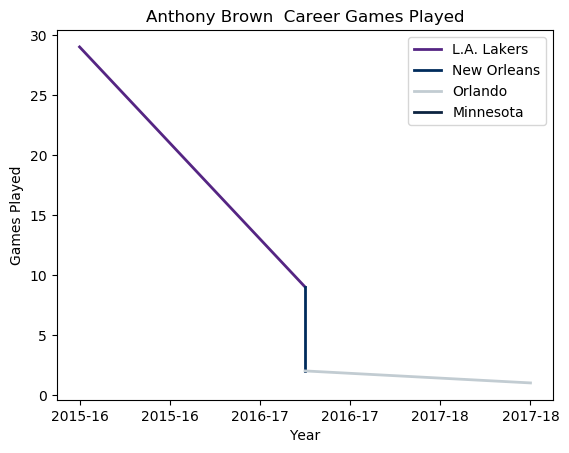 Anthony Brown  Career Games Played
L.A. Lakers
New Orleans
Orlando
Minnesota
30
25
20
15
10
5
0
Games Played
2015-16 2015-16 2016-17 2016-17 2017-18 2017-18
Year